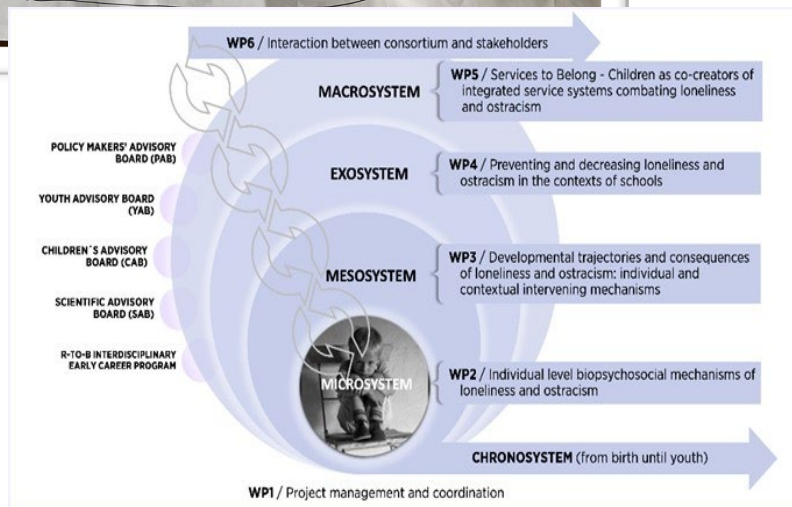 WP6 / Interaction between consortium and stakeholders
MACROSYSTEM
WP5 / Services to Belong - Children as co-creators of
integrated service systems combating loneliness
and ostracism
POLICY MAKERS' ADVISORY
BOARD (PAB)
EXOSYSTEM
WP4 / Preventing and decreasing loneliness and
ostracism in the contexts of schools
YOUTH ADVISORY BOARD
(YAB)
CHILDREN´S ADVISORY
BOARD (CAB)
MESOSYSTEM
WP3 / Developmental trajectories and consequences
of loneliness and ostracism: individual and
contextual intervening mechanisms
SCIENTIFIC ADVISORY
BOARD (SAB)
R-TO-B INTERDISCIPLINARY
EARLY CAREER PROGRAM
MICROSYSTEM
WP2 / Individual level biopsychosocial mechanisms of
loneliness and ostracism
CHRONOSYSTEM (from birth until youth)
WP1 / Project management and coordination